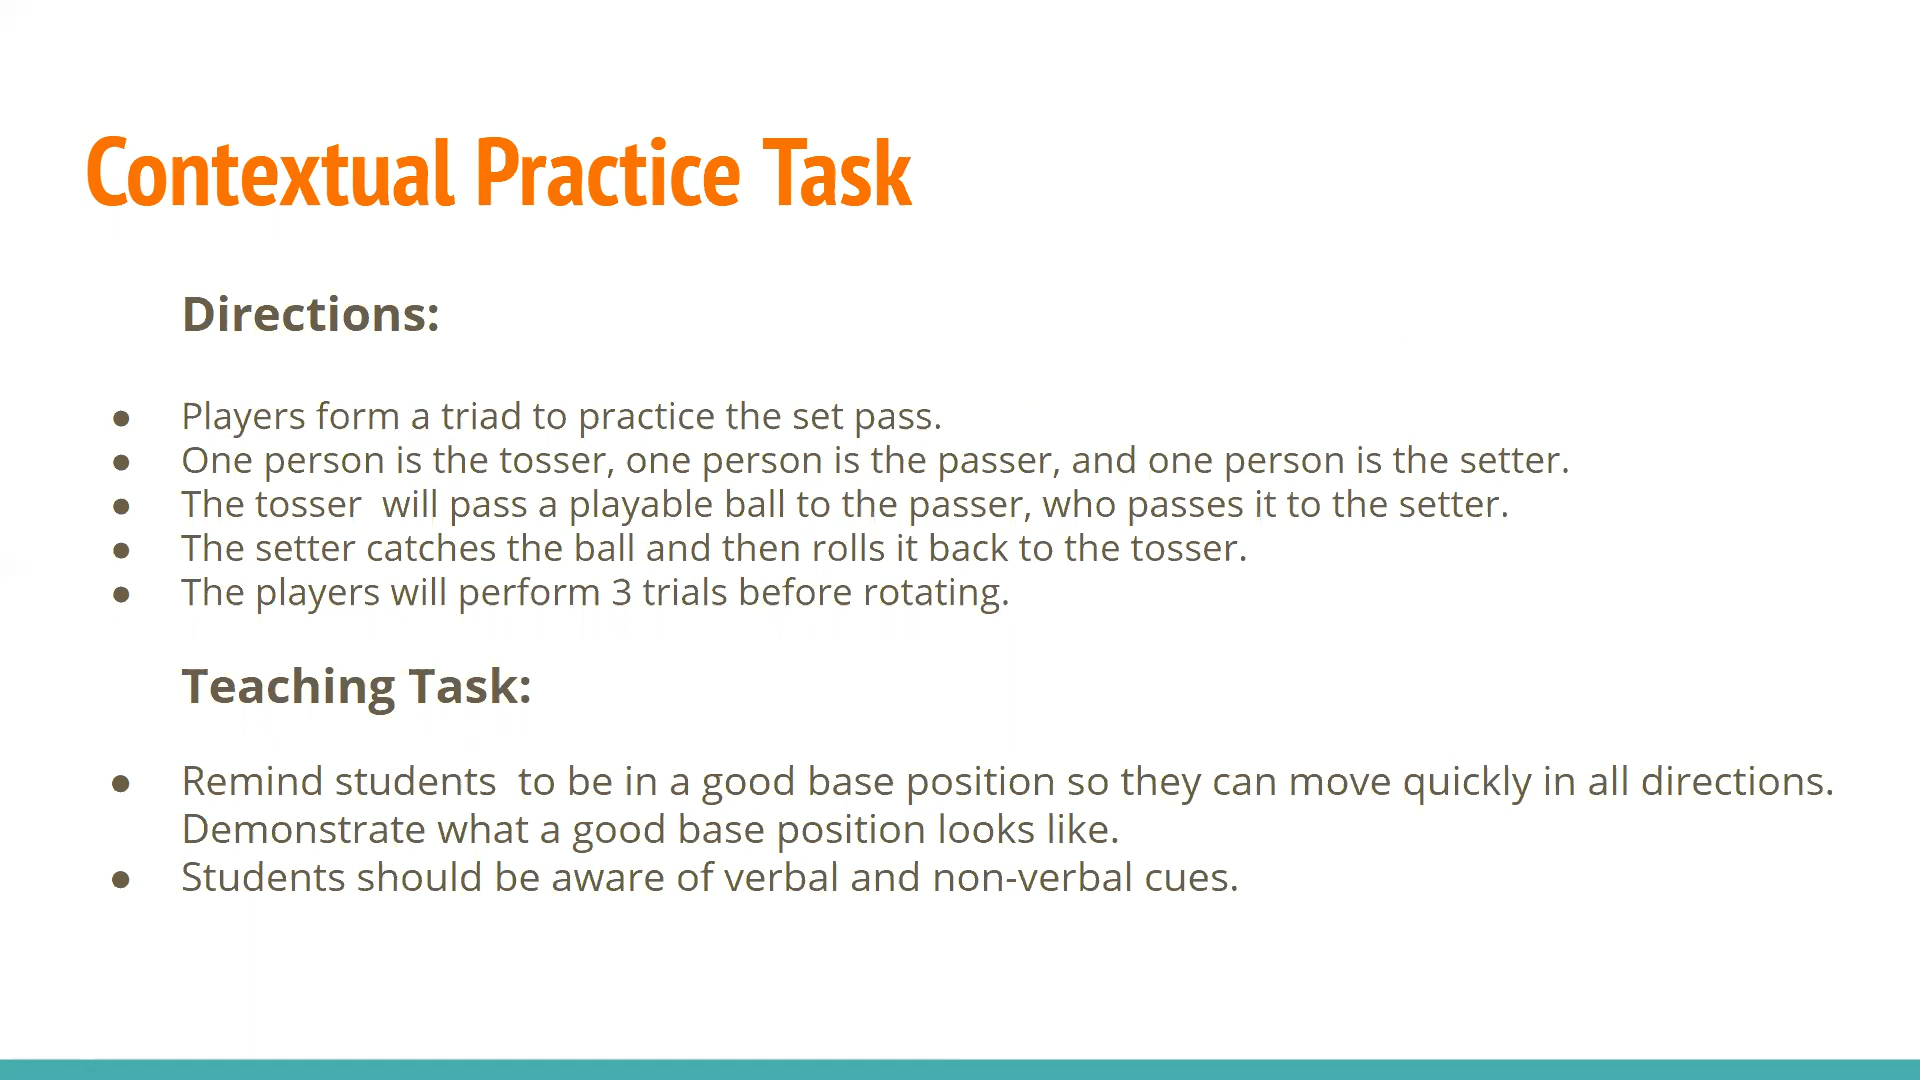 Contextual Practice Task
Directions:
● Players form a triad to practice the set pass.
● One person is the tosser, one person is the passer, and one person is the setter.
● The tosser  will pass a playable ball to the passer, who passes it to the setter.
● The setter catches the ball and then rolls it back to the tosser.
● The players will perform 3 trials before rotating.
Teaching Task:
● Remind students  to be in a good base position so they can move quickly in all directions.
Demonstrate what a good base position looks like.
● Students should be aware of verbal and non-verbal cues.